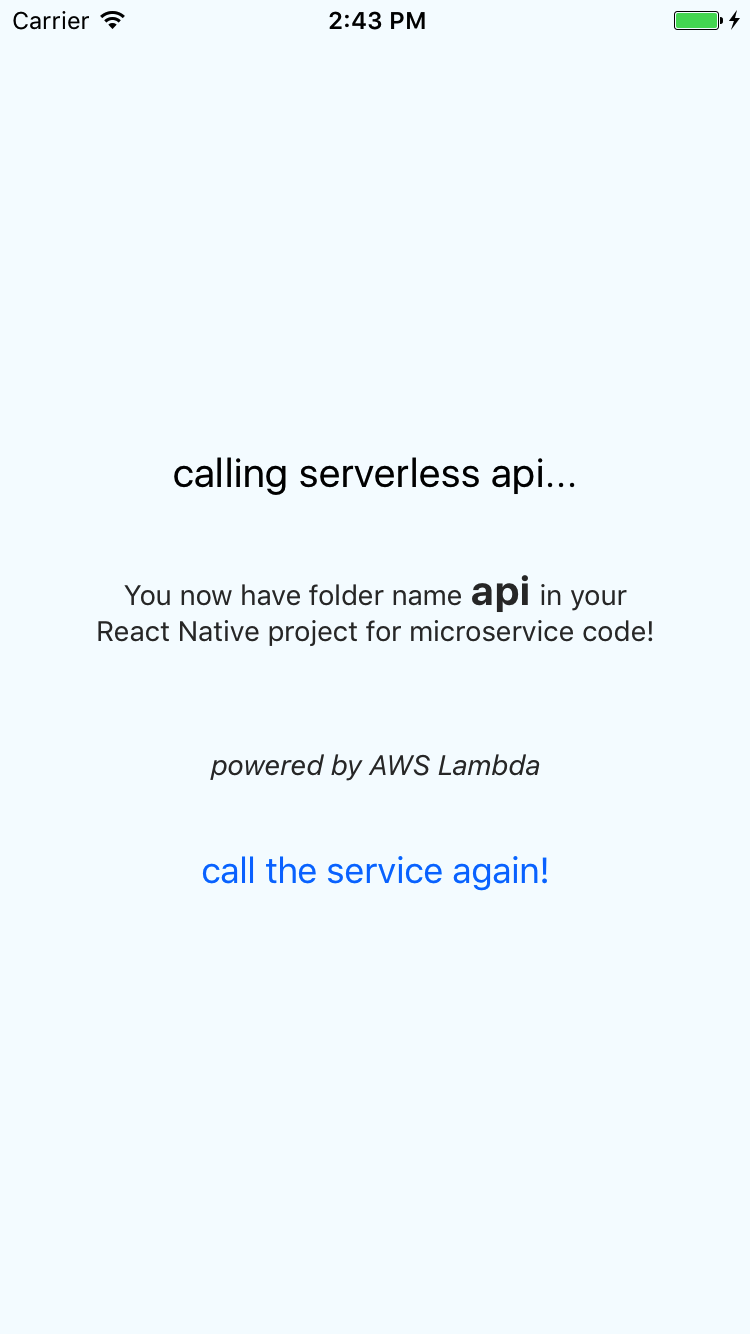 Carrier 2:43 PM
calling serverless api...
You now have folder name api in your
React Native project for microservice code!
powered by AWS Lambda
call the service again!